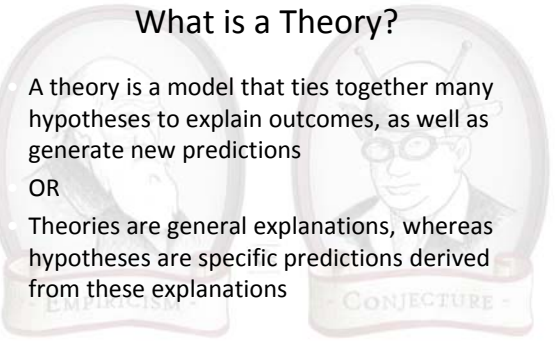 What is a Theory?
A theory is a model that ties together many
hypotheses to explain outcomes, as well as
generate new predictions
OR
Theories are general explanations, whereas
hypotheses are specific predictions derived
from these explanations
EMPIRICISM
CONJECTURE